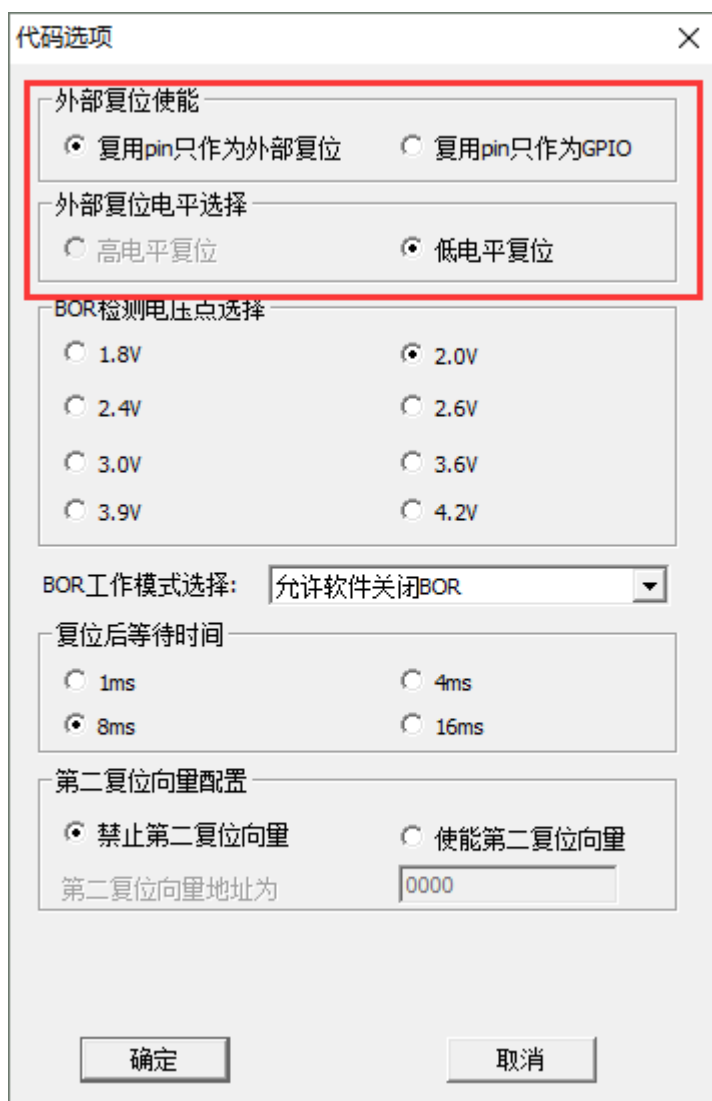 代码选项
外部复位使能
复用pin只作为外部复位 复用pin只作为GPIO
外部复位电平选择
高电平复位 低电平复位
BOR检测电压点选择
1.8V 2.0V
2.4V 2.6V
3.0V 3.6V
3.9V 4.2V
BOR工作模式选择: 允许软件关闭BOR
复位后等待时间
1ms 4ms
8ms 16ms
第二复位向量配置
禁止第二复位向量 使能第二复位向量
第二复位向量地址为 0000
确定 取消